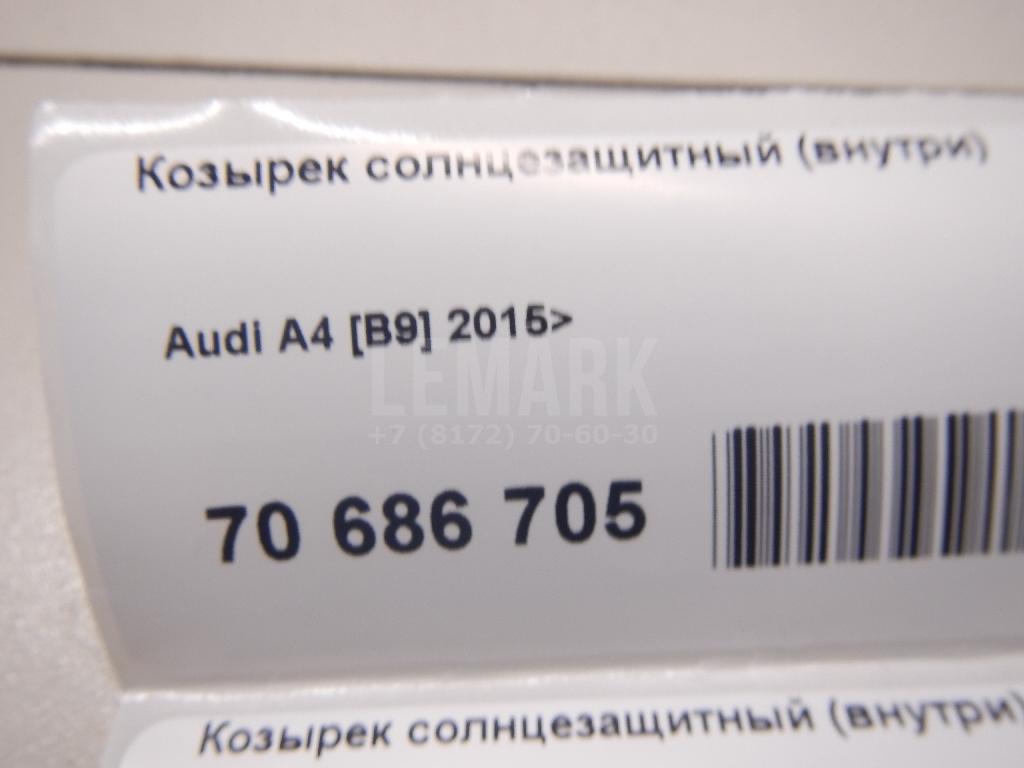 Козырек солнцезащитный (внутри)
Audi A4 [B9] 2015>
LEMARK
+7 (8172) 70-60-30
70 686 705
Козырек солнцезащитный (внутри)